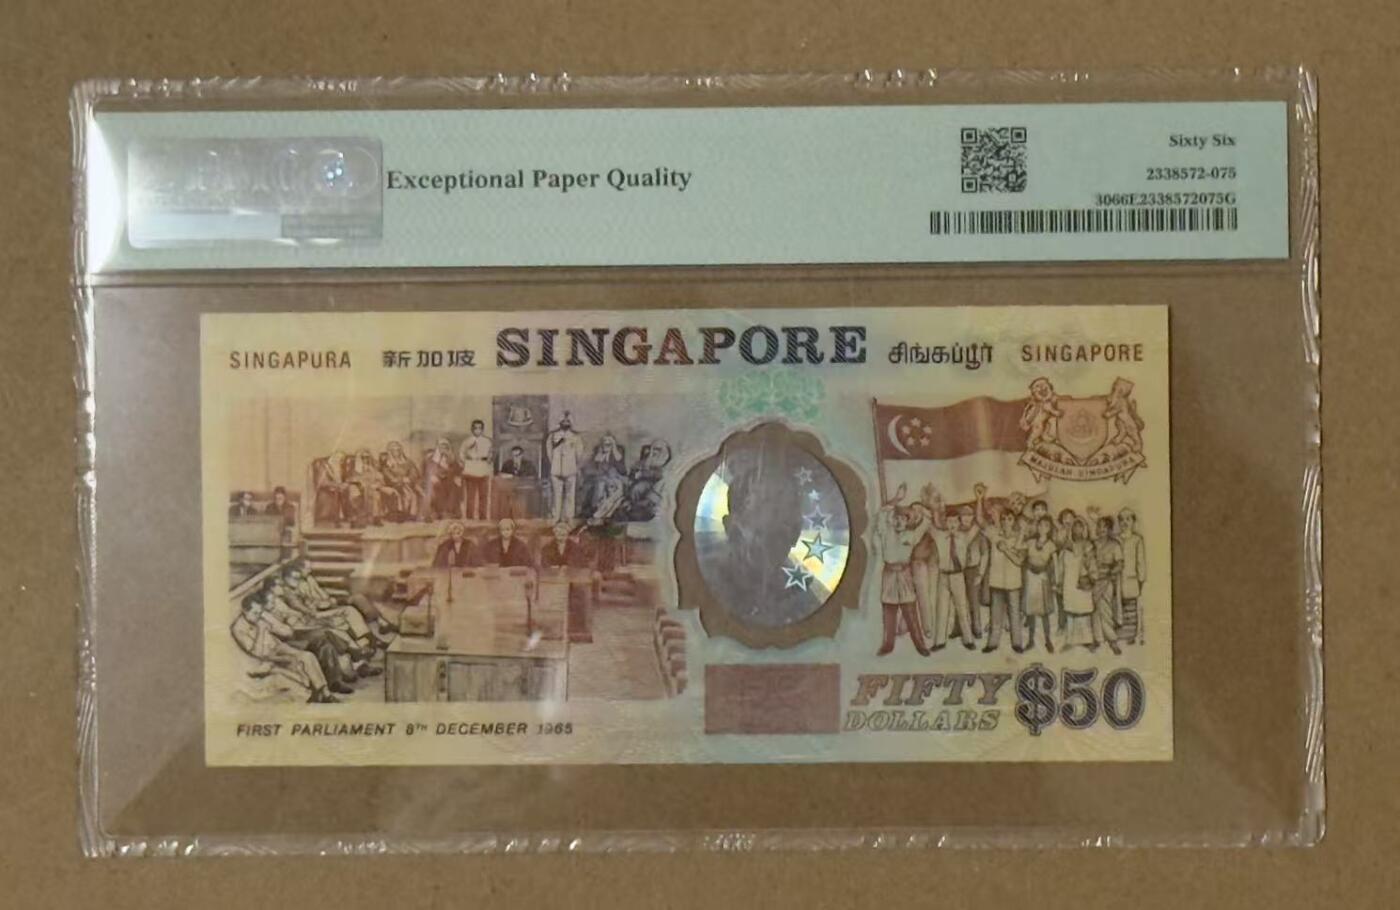 PMG
Exceptional Paper Quality
Sixty Six
2338572-075
3066E2338572075G
SINGAPURA 新加坡 SINGAPORE சிங்கப்பூர் SINGAPORE
MAJULAH SINGAPURA
FIRST PARLIAMENT 8TH DECEMBER 1965
FIFTY
DOLLARS
$50